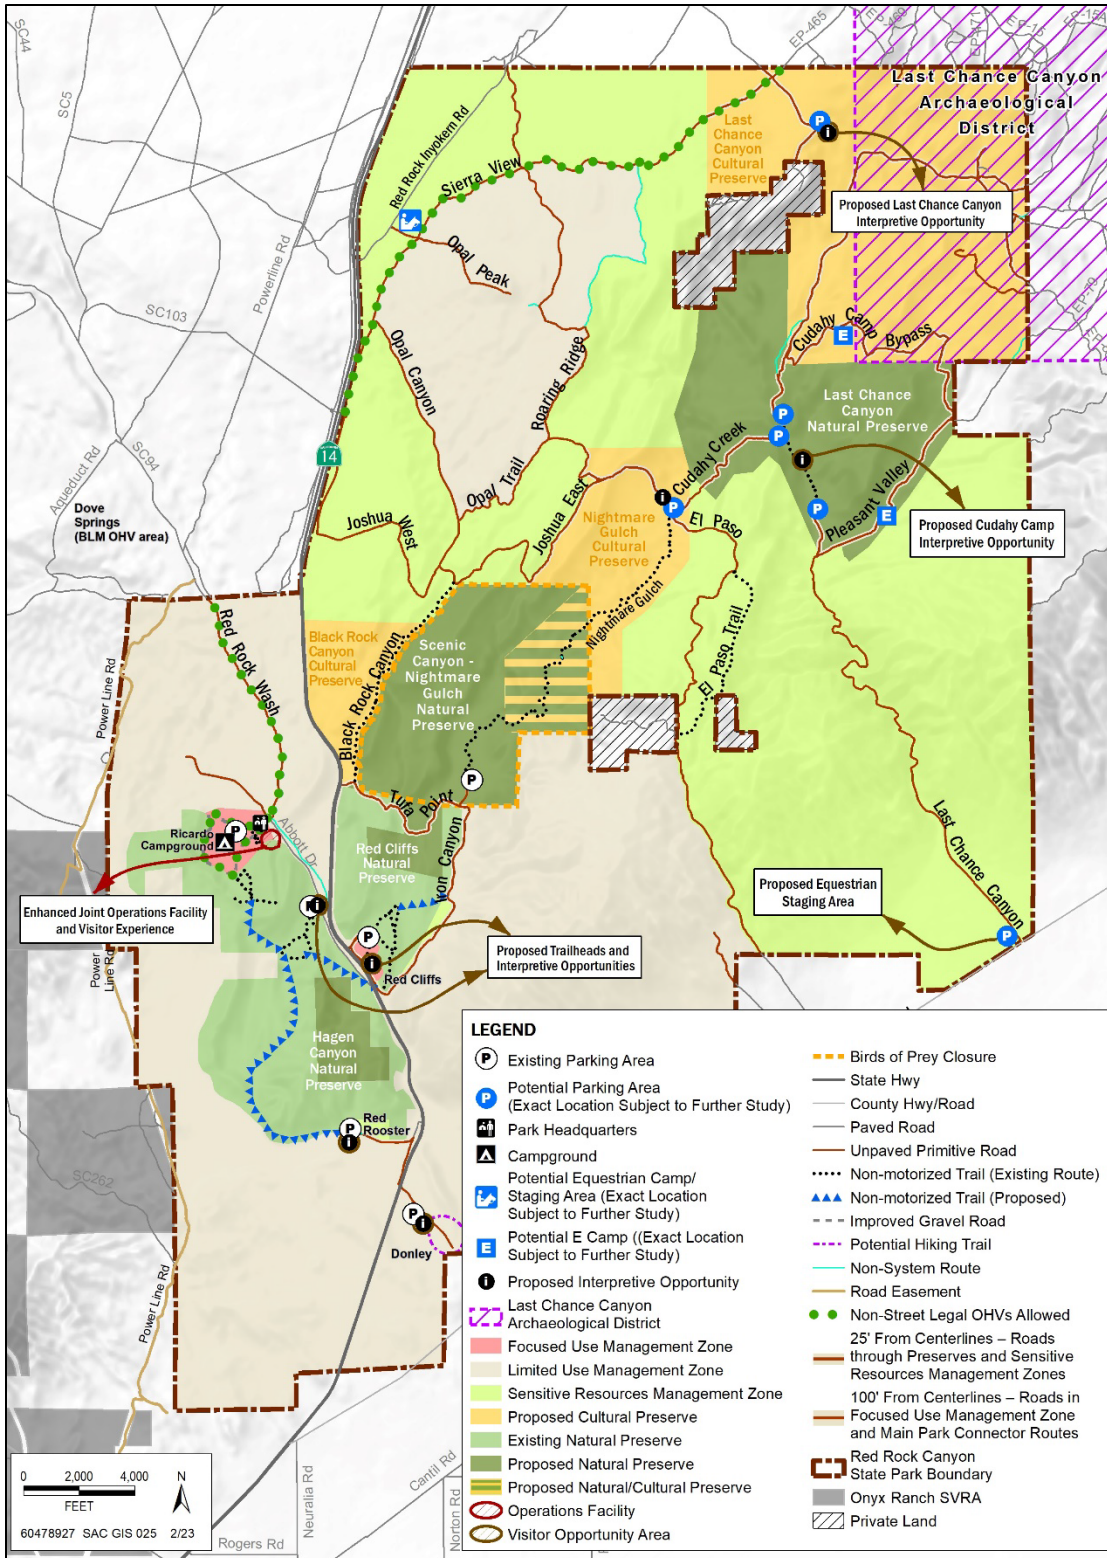 SC44
EP-465
EP-469
EP-15
EP-15A
EP-471
SC5
Last Chance Canyon
Archaeological
District
Red Rock Inyokern Rd
Last
Chance
Canyon
Cultural
Preserve
P
i
Sierra View
Proposed Last Chance Canyon
Interpretive Opportunity
Powerline Rd
Opal Peak
EP-70
SC103
Cudahy Camp Bypass
E
Opal Canyon
Roaring Ridge
Last Chance
Canyon
Natural Preserve
P
P
14
Aqueduct Rd
SC94
Cudahy Creek
i
Opal Trail
Pleasant Valley
Dove
Springs
(BLM OHV area)
Joshua West
Joshua East
i
P
P
E
El Paso
Nightmare
Gulch
Cultural
Preserve
Proposed Cudahy Camp
Interpretive Opportunity
Red Rock Wash
Black Rock
Canyon
Cultural
Preserve
Black Rock Canyon
Scenic
Canyon -
Nightmare
Gulch
Natural
Preserve
Nightmare Gulch
El Paso Trail
Power Line Rd
P
Tufa Point
Last Chance Canyon
Ricardo
Campground
P
Abbott Dr
Red Cliffs
Natural
Preserve
Iron Canyon
Proposed Equestrian
Staging Area
P
Enhanced Joint Operations Facility
and Visitor Experience
P
i
P
i
Proposed Trailheads and
Interpretive Opportunities
Red Cliffs
Power
Line Rd
Hagen
Canyon
Natural
Preserve
Red
Rooster
P
i
SC262
P
i
Donley
Power Line Rd
LEGEND
P Existing Parking Area
P Potential Parking Area
(Exact Location Subject to Further Study)
Park Headquarters
Campground
Potential Equestrian Camp/
Staging Area (Exact Location
Subject to Further Study)
E Potential E Camp ((Exact Location
Subject to Further Study)
i Proposed Interpretive Opportunity
Last Chance Canyon
Archaeological District
Focused Use Management Zone
Limited Use Management Zone
Sensitive Resources Management Zone
Proposed Cultural Preserve
Existing Natural Preserve
Proposed Natural Preserve
Proposed Natural/Cultural Preserve
Operations Facility
Visitor Opportunity Area
Birds of Prey Closure
State Hwy
County Hwy/Road
Paved Road
Unpaved Primitive Road
Non-motorized Trail (Existing Route)
Non-motorized Trail (Proposed)
Improved Gravel Road
Potential Hiking Trail
Non-System Route
Road Easement
Non-Street Legal OHVs Allowed
25' From Centerlines – Roads
through Preserves and Sensitive
Resources Management Zones
100' From Centerlines – Roads in
Focused Use Management Zone
and Main Park Connector Routes
Red Rock Canyon
State Park Boundary
Onyx Ranch SVRA
Private Land
0 2,000 4,000
FEET
N
60478927 SAC GIS 025 2/23
Rogers Rd
Neuralia Rd
Cantil Rd
Norton Rd